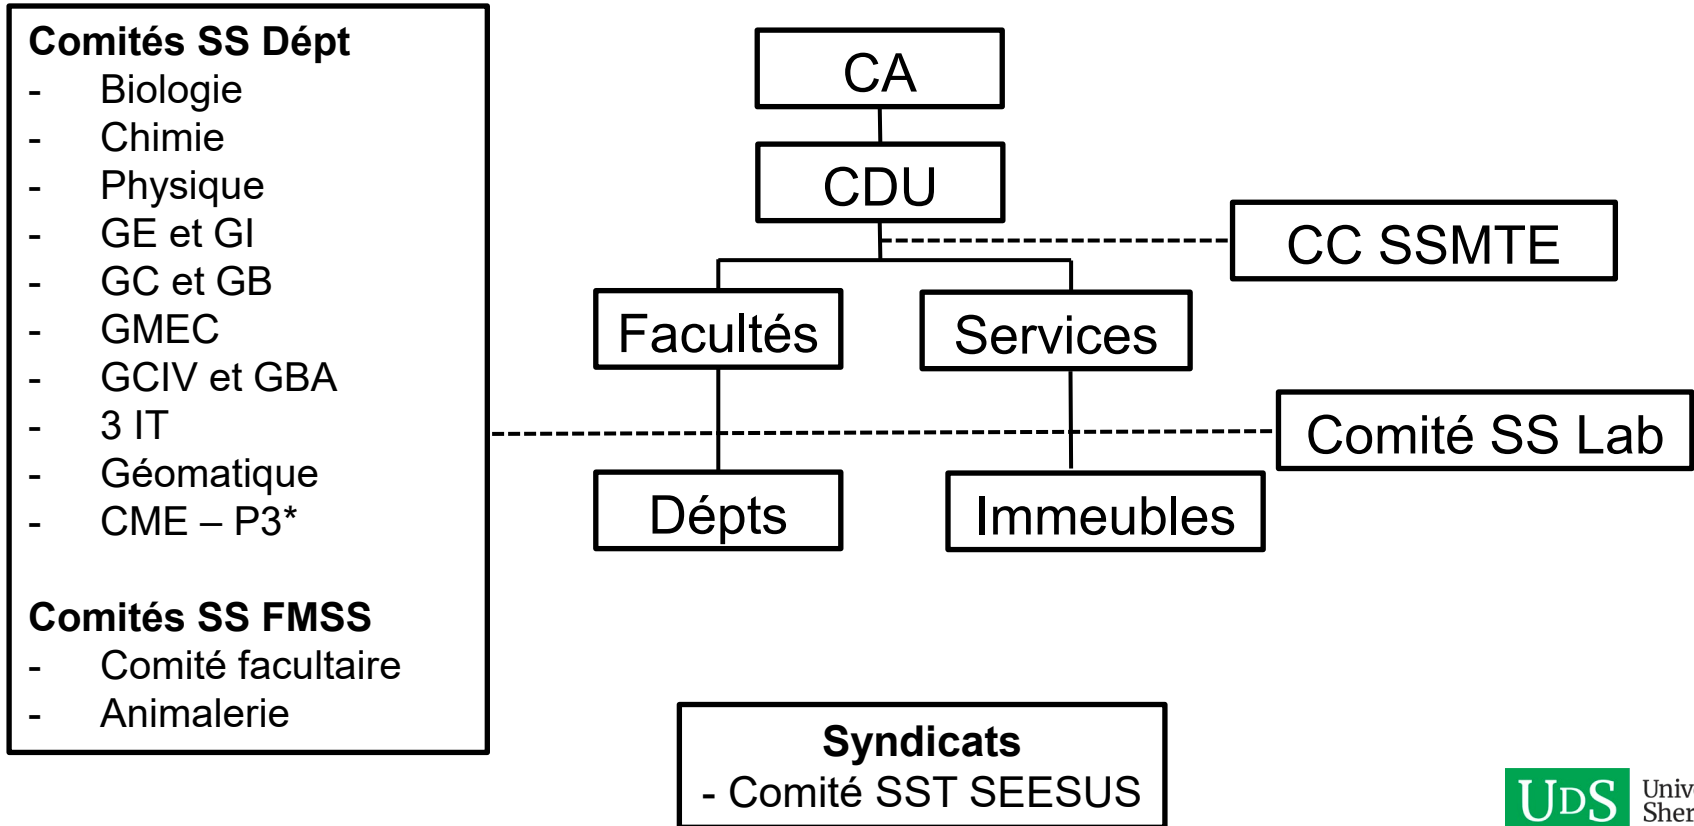 Comités SS Dépt
- Biologie
- Chimie
- Physique
- GE et GI
- GC et GB
- GMEC
- GCIV et GBA
- 3 IT
- Géomatique
- CME – P3*
Comités SS FMSS
- Comité facultaire
- Animalerie
CA
CDU
CC SSMTE
Facultés
Services
Comité SS Lab
Dépts
Immeubles
Syndicats
- Comité SST SEESUS
UDS